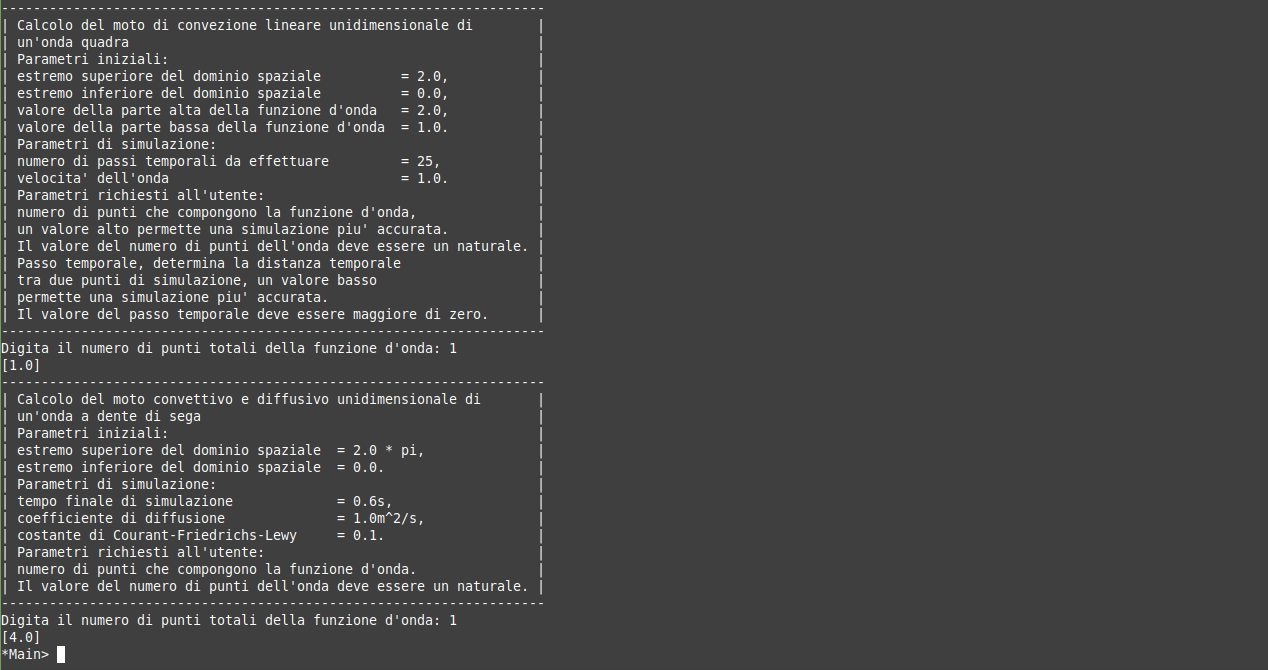 --------------------------------------------------------------------
| Calcolo del moto di convezione lineare unidimensionale di        |
| un'onda quadra                                                   |
| Parametri iniziali:                                              |
| estremo superiore del dominio spaziale          = 2.0,           |
| estremo inferiore del dominio spaziale          = 0.0,           |
| valore della parte alta della funzione d'onda   = 2.0,           |
| valore della parte bassa della funzione d'onda  = 1.0.           |
| Parametri di simulazione:                                        |
| numero di passi temporali da effettuare         = 25,            |
| velocita' dell'onda                             = 1.0.           |
| Parametri richiesti all'utente:                                  |
| numero di punti che compongono la funzione d'onda,               |
| un valore alto permette una simulazione piu' accurata.           |
| Il valore del numero di punti dell'onda deve essere un naturale. |
| Passo temporale, determina la distanza temporale                 |
| tra due punti di simulazione, un valore basso                    |
| permette una simulazione piu' accurata.                          |
| Il valore del passo temporale deve essere maggiore di zero.      |
--------------------------------------------------------------------
Digita il numero di punti totali della funzione d'onda: 1
[1.0]
--------------------------------------------------------------------
| Calcolo del moto convettivo e diffusivo unidimensionale di       |
| un'onda a dente di sega                                          |
| Parametri iniziali:                                              |
| estremo superiore del dominio spaziale  = 2.0 * pi,              |
| estremo inferiore del dominio spaziale  = 0.0.                   |
| Parametri di simulazione:                                        |
| tempo finale di simulazione             = 0.6s,                  |
| coefficiente di diffusione              = 1.0m^2/s,              |
| costante di Courant-Friedrichs-Lewy     = 0.1.                   |
| Parametri richiesti all'utente:                                  |
| numero di punti che compongono la funzione d'onda.               |
| Il valore del numero di punti dell'onda deve essere un naturale. |
--------------------------------------------------------------------
Digita il numero di punti totali della funzione d'onda: 1
[4.0]
*Main>